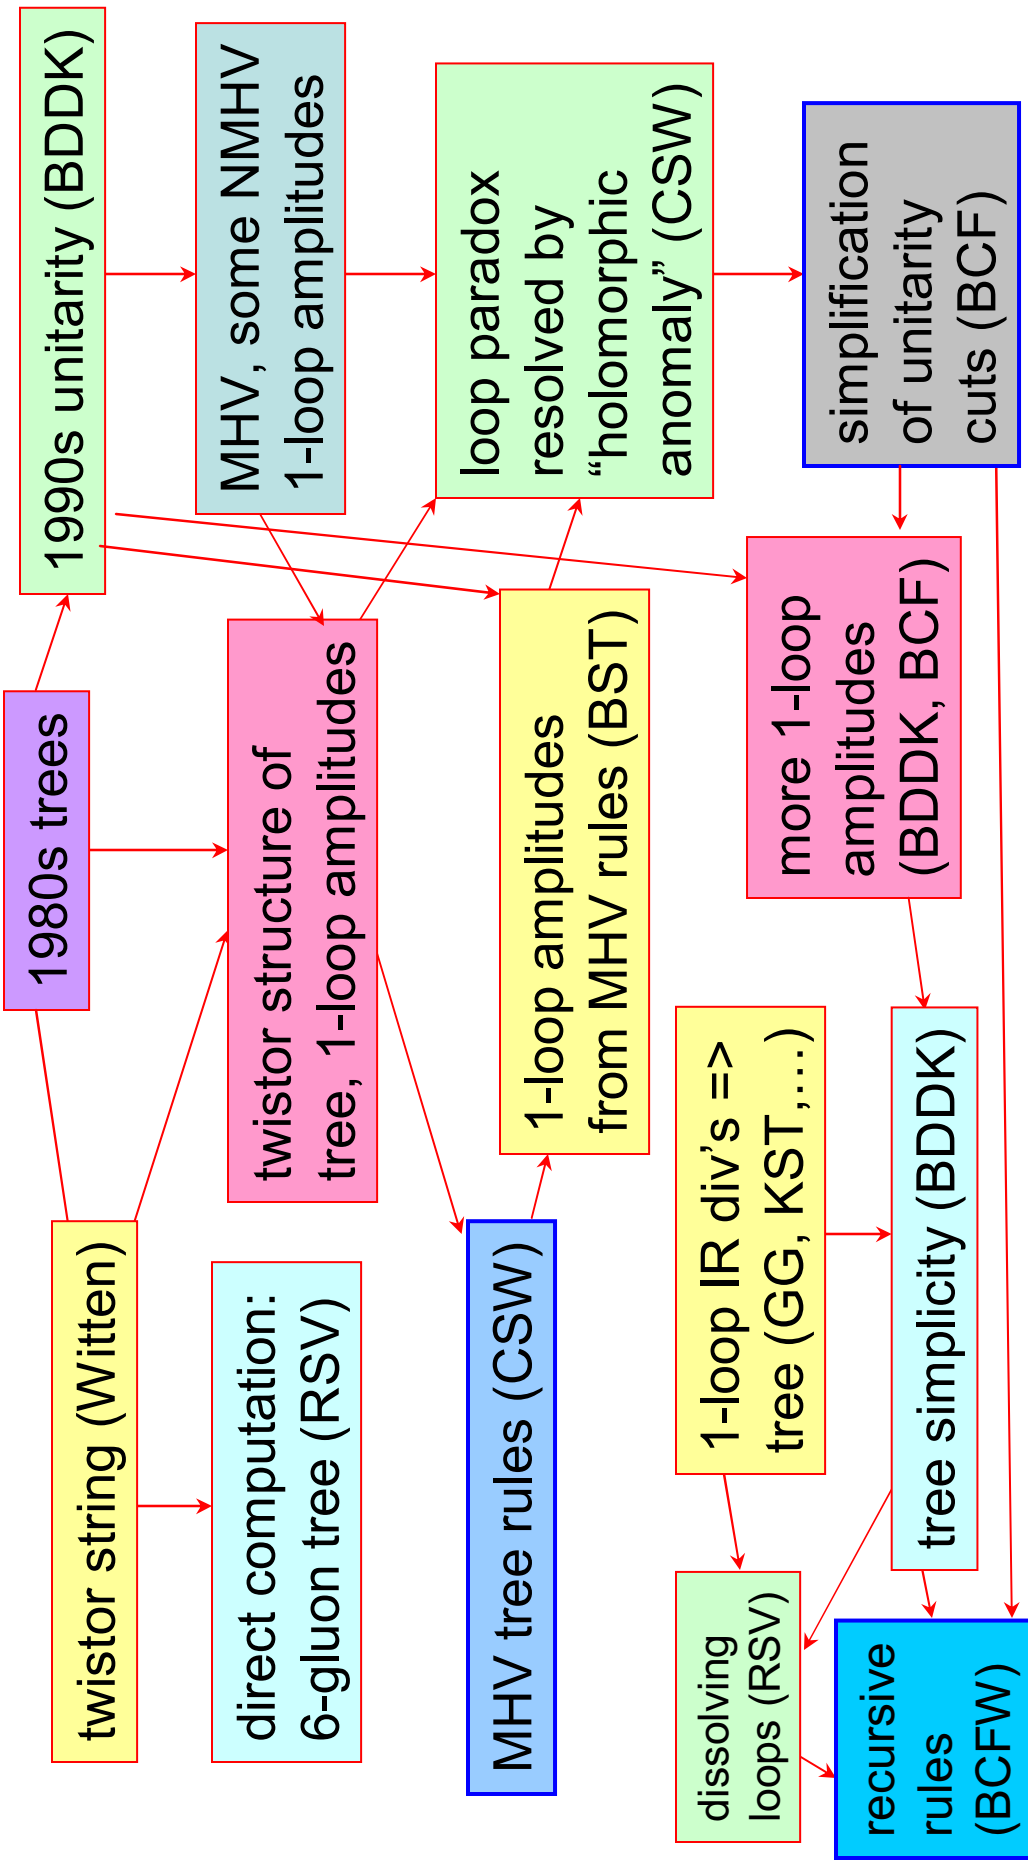 twistor string (Witten)
1980s trees
1990s unitarity (BDDK)
direct computation:
6-gluon tree (RSV)
twistor structure of
tree, 1-loop amplitudes
MHV, some NMHV
1-loop amplitudes
MHV tree rules (CSW)
1-loop amplitudes
from MHV rules (BST)
loop paradox
resolved by
“holomorphic
anomaly” (CSW)
dissolving
loops (RSV)
1-loop IR div’s =>
tree (GG, KST,…)
more 1-loop
amplitudes
(BDDK, BCF)
simplification
of unitarity
cuts (BCF)
recursive
rules
(BCFW)
tree simplicity (BDDK)